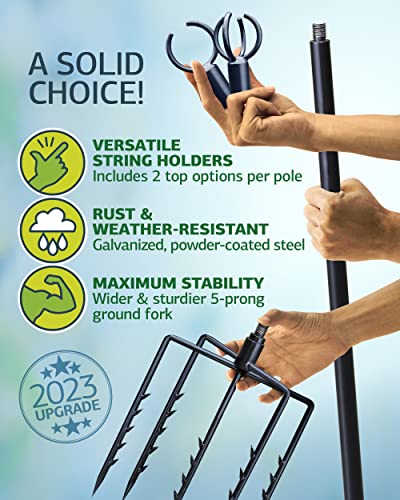 A SOLID
CHOICE!
VERSATILE
STRING HOLDERS
Includes 2 top options per pole
RUST &
WEATHER-RESISTANT
Galvanized, powder-coated steel
MAXIMUM STABILITY
Wider & sturdier 5-prong
ground fork
2023
UPGRADE